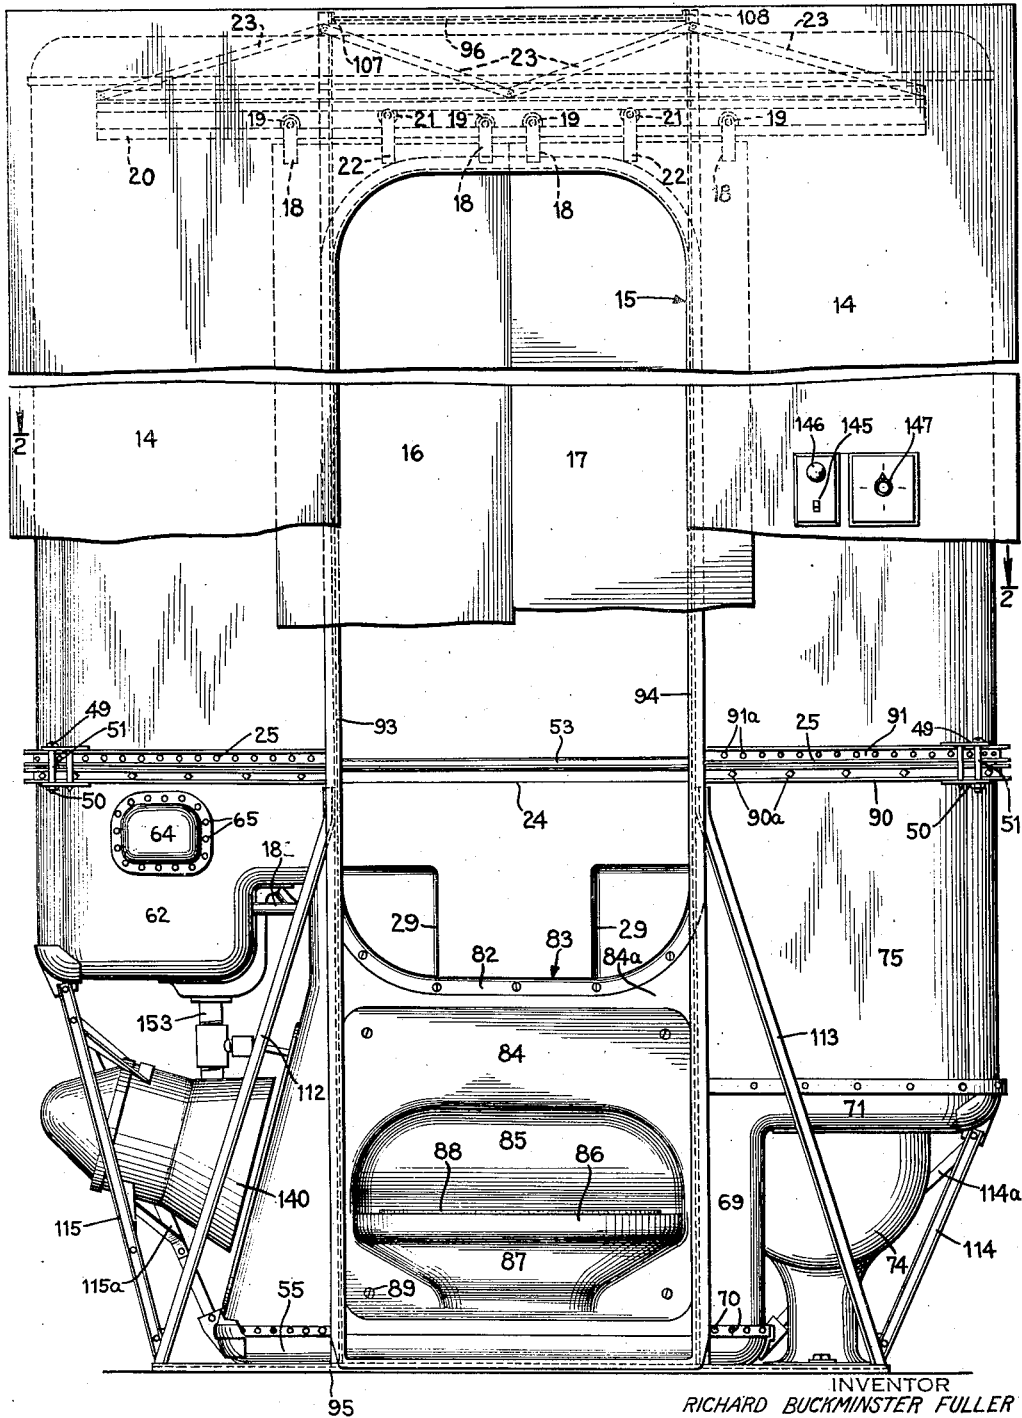 23 108 23
96
107 23
19 21 19 19 21 19
20 22 22
18 18 18 18
15
14
2 14 16 17 146 145 147
2
94
49 51 25 93 53 91a 25 91 49
50 24 90a 90 50 51
64 65
18
62 29 29
82 83 84a 75
153
84 113
112
71
85
88 86
140 69 114a
115 87 74 114
115a 89
55 70
95
INVENTOR
RICHARD BUCKMINSTER FULLER